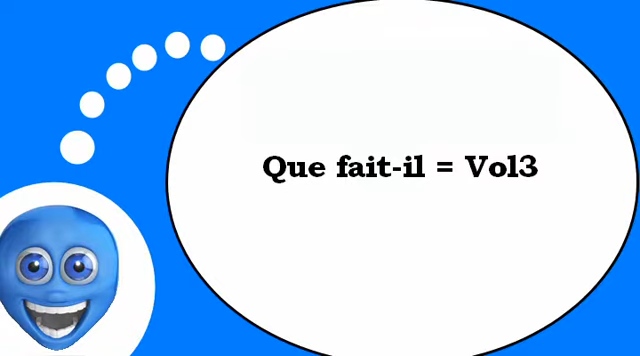 Que fait-il = Vol3